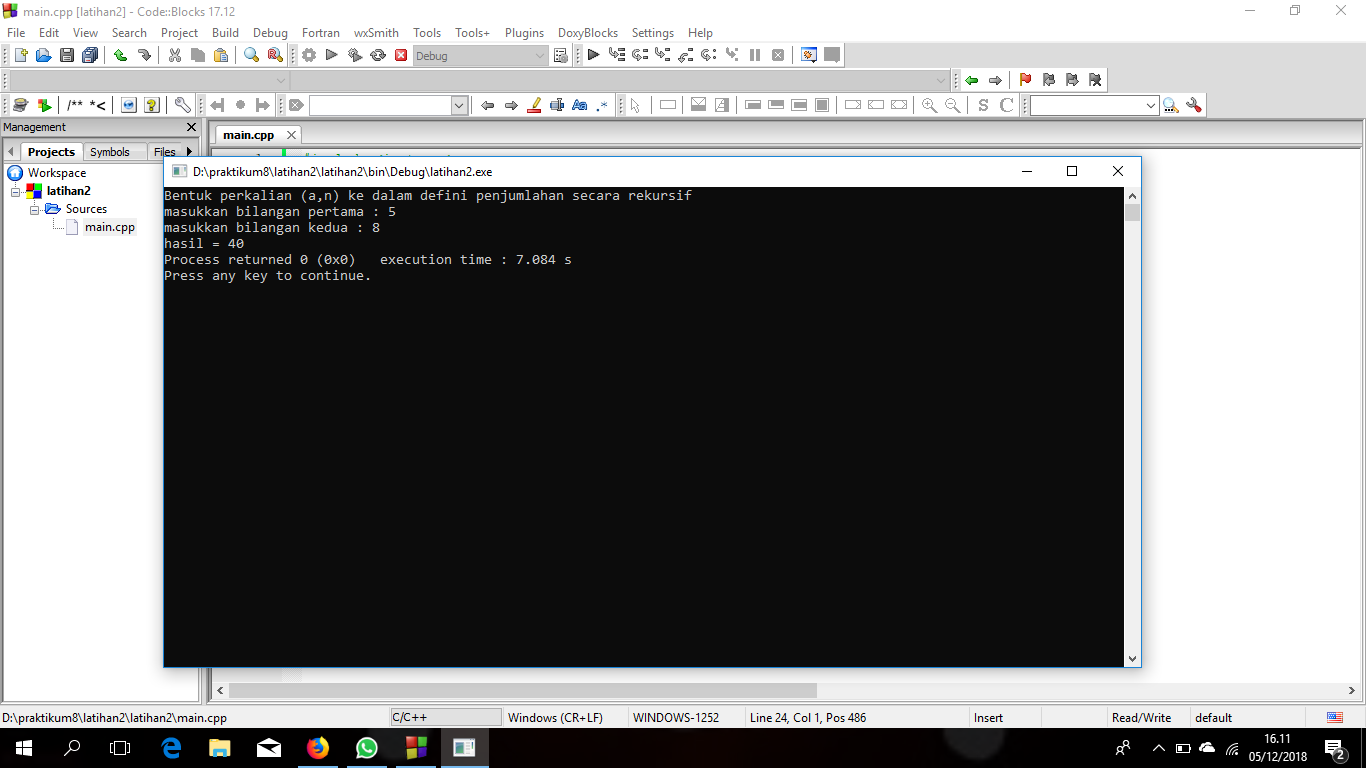 main.cpp [latihan2] - Code::Blocks 17.12
File Edit View Search Project Build Debug Fortran wxSmith Tools Tools+ Plugins DoxyBlocks Settings Help
Debug
/** *<
Aa .*
S C
Management
Projects Symbols Files
main.cpp
Workspace
latihan2
Sources
main.cpp
D:\praktikum8\latihan2\latihan2\bin\Debug\latihan2.exe
Bentuk perkalian (a,n) ke dalam defini penjumlahan secara rekursif
masukkan bilangan pertama : 5
masukkan bilangan kedua : 8
hasil = 40
Process returned 0 (0x0) execution time : 7.084 s
Press any key to continue.
D:\praktikum8\latihan2\latihan2\main.cpp C/C++ Windows (CR+LF) WINDOWS-1252 Line 24, Col 1, Pos 486 Insert Read/Write default
16.11
05/12/2018
2